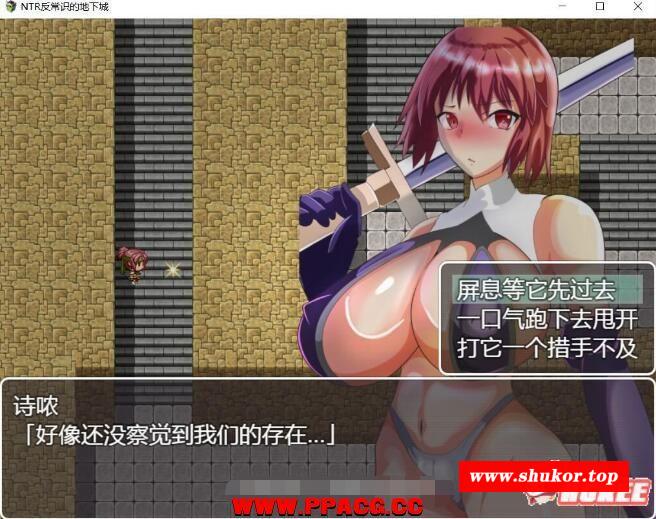 NTR反常识的地下城
屏息等它先过去
一口气跑下去甩开
打它一个措手不及
诗哝
「好像还没察觉到我们的存在…」
www.shukor.top
WWW.PPACG.CC